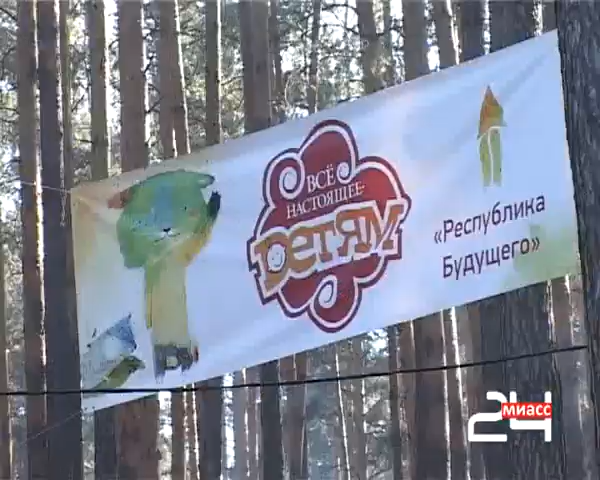 ВСЁ
НАСТОЯЩЕЕ-
ДЕТЯМ
«Республика
Будущего»
24 МИАСС